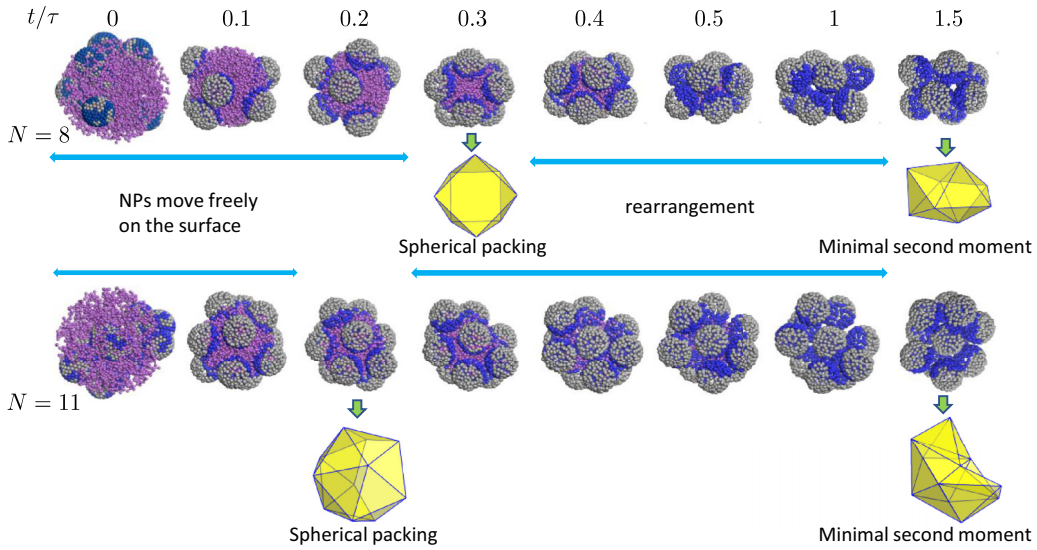 t/τ 0 0.1 0.2 0.3 0.4 0.5 1 1.5
N = 8
NPs move freely
on the surface
rearrangement
Spherical packing
Minimal second moment
N = 11
Spherical packing
Minimal second moment